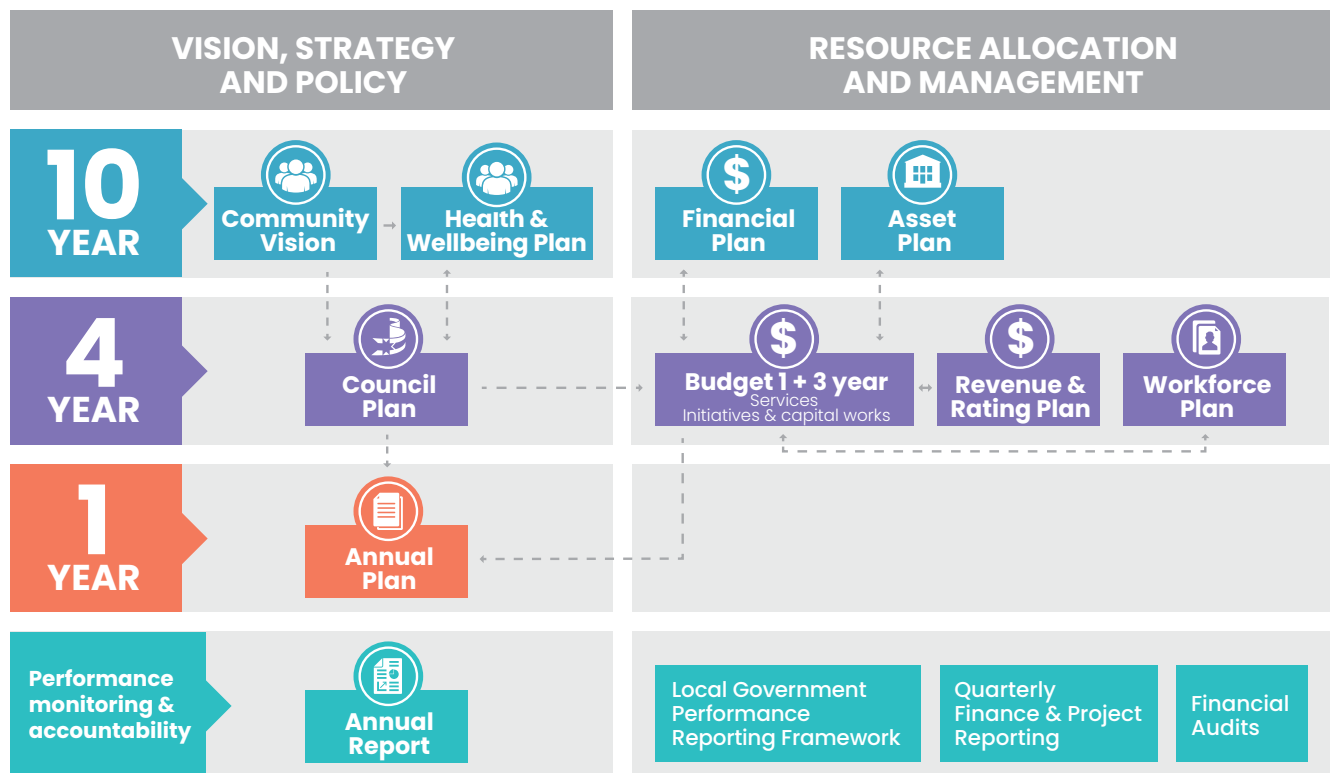 VISION, STRATEGY
AND POLICY
RESOURCE ALLOCATION
AND MANAGEMENT
10
YEAR
Community
Vision
Health &
Wellbeing Plan
$
Financial
Plan
Asset
Plan
4
YEAR
Council
Plan
$
Budget 1 + 3 year
Services
Initiatives & capital works
$
Revenue &
Rating Plan
Workforce
Plan
1
YEAR
Annual
Plan
Performance
monitoring &
accountability
Annual
Report
Local Government
Performance
Reporting Framework
Quarterly
Finance & Project
Reporting
Financial
Audits